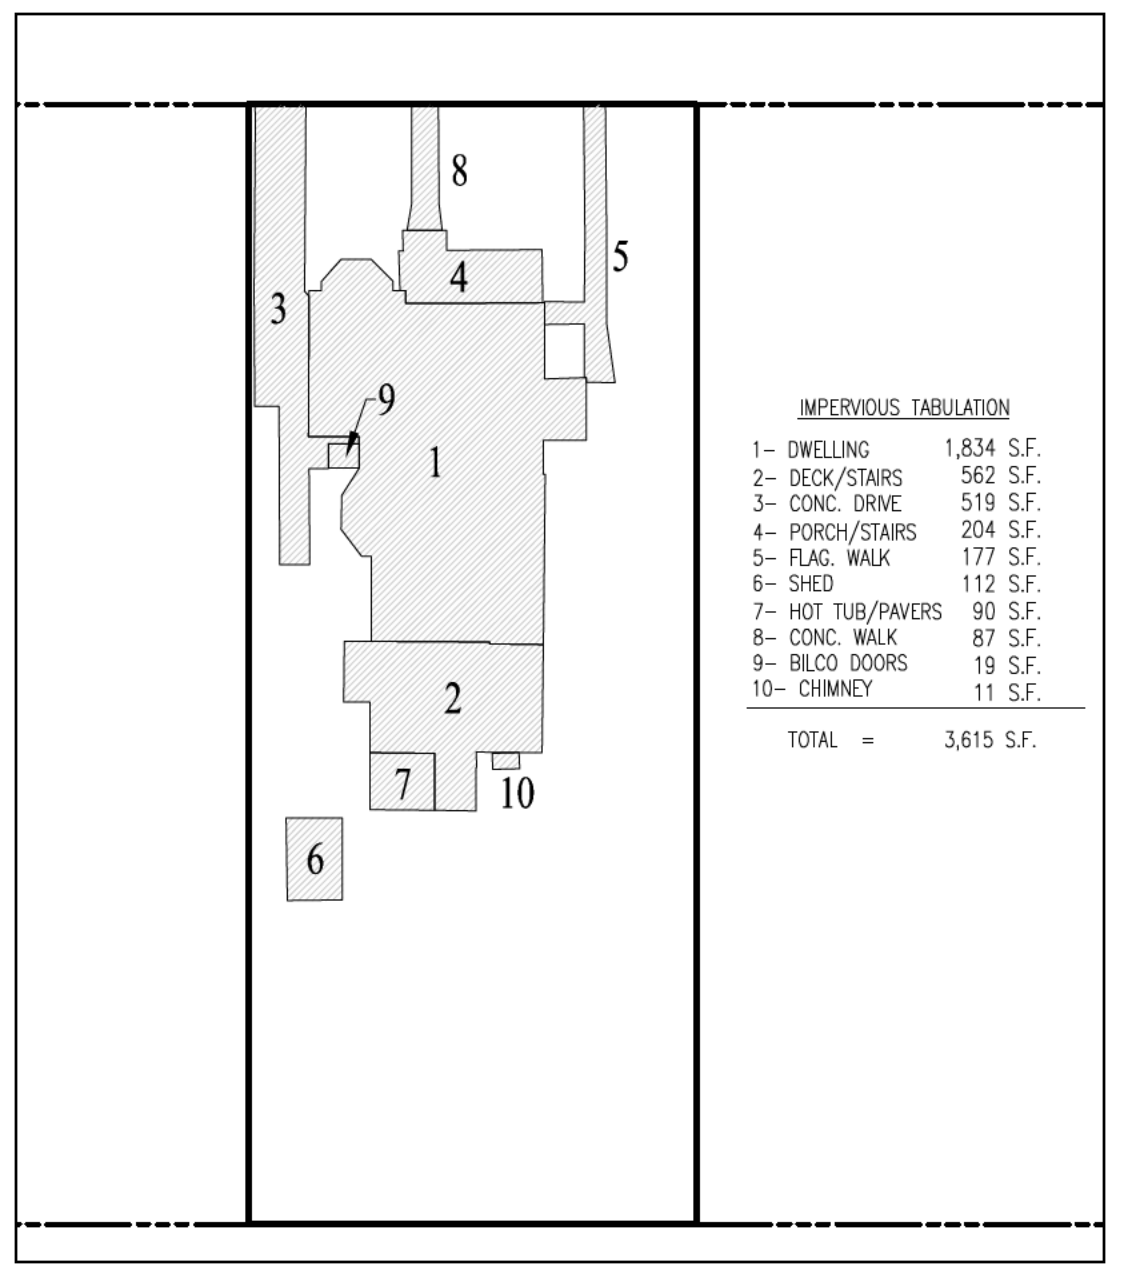 8
5
4
3
9
1
2
7
10
6
IMPERVIOUS TABULATION
1- DWELLING 1,834 S.F.
2- DECK/STAIRS 562 S.F.
3- CONC. DRIVE 519 S.F.
4- PORCH/STAIRS 204 S.F.
5- FLAG. WALK 177 S.F.
6- SHED 112 S.F.
7- HOT TUB/PAVERS 90 S.F.
8- CONC. WALK 87 S.F.
9- BILCO DOORS 19 S.F.
10- CHIMNEY 11 S.F.
TOTAL = 3,615 S.F.